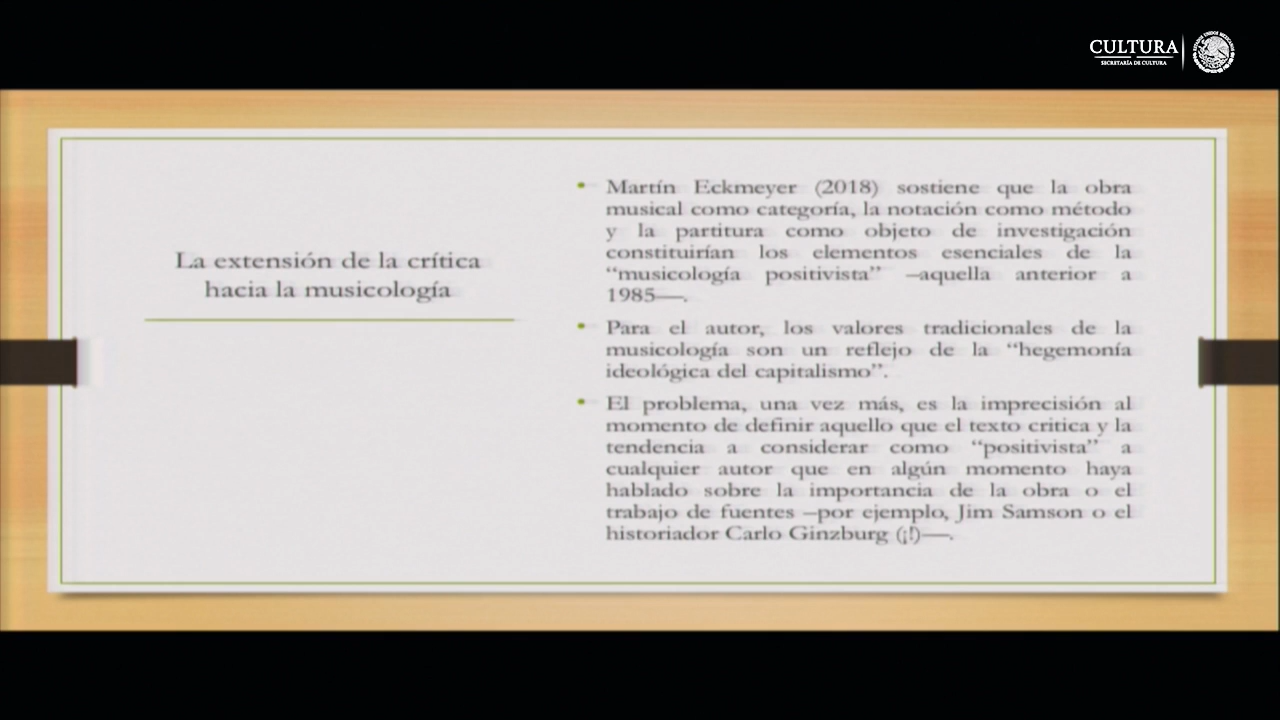 CULTURA
SECRETARÍA DE CULTURA
La extensión de la crítica
hacia la musicología
• Martín Eckmeyer (2018) sostiene que la obra
musical como categoría, la notación como método
y la partitura como objeto de investigación
constituirían los elementos esenciales de la
“musicología positivista” –aquella anterior a
1985—.
• Para el autor, los valores tradicionales de la
musicología son un reflejo de la “hegemonía
ideológica del capitalismo”.
• El problema, una vez más, es la imprecisión al
momento de definir aquello que el texto critica y la
tendencia a considerar como “positivista” a
cualquier autor que en algún momento haya
hablado sobre la importancia de la obra o el
trabajo de fuentes –por ejemplo, Jim Samson o el
historiador Carlo Ginzburg (¡!)—.